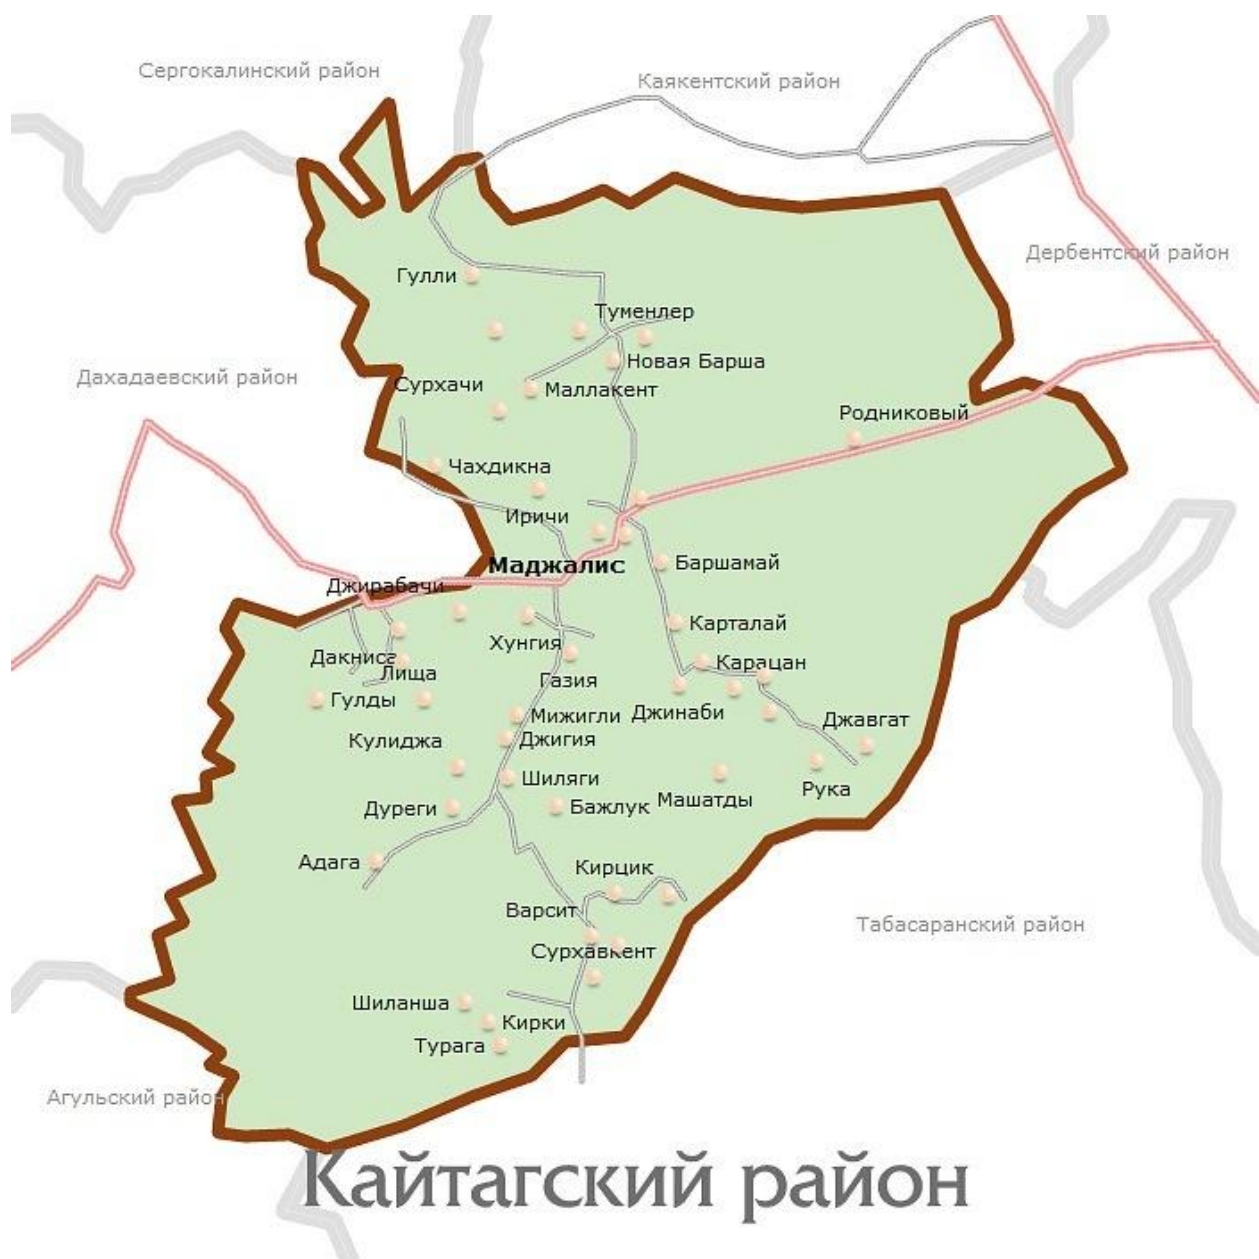 Сергокалинский район
Каякентский район
Дербентский район
Гулли
Туменлер
Новая Барша
Дахадаевский район
Сурхачи
Маллакент
Родниковый
Чахдикна
Иричи
Маджалис
Баршамай
Джирабачи
Карталай
Хунгия
Дакниса
Карацан
Лища
Газия
Гулды
Мижигли
Джинаби
Джавгат
Кулиджа
Джигия
Шиляги
Рука
Машатды
Дуреги
Бажлук
Адага
Кирцик
Варсит
Табасаранский район
Сурхавкент
Шиланша
Кирки
Турага
Агульский район
Кайтагский район